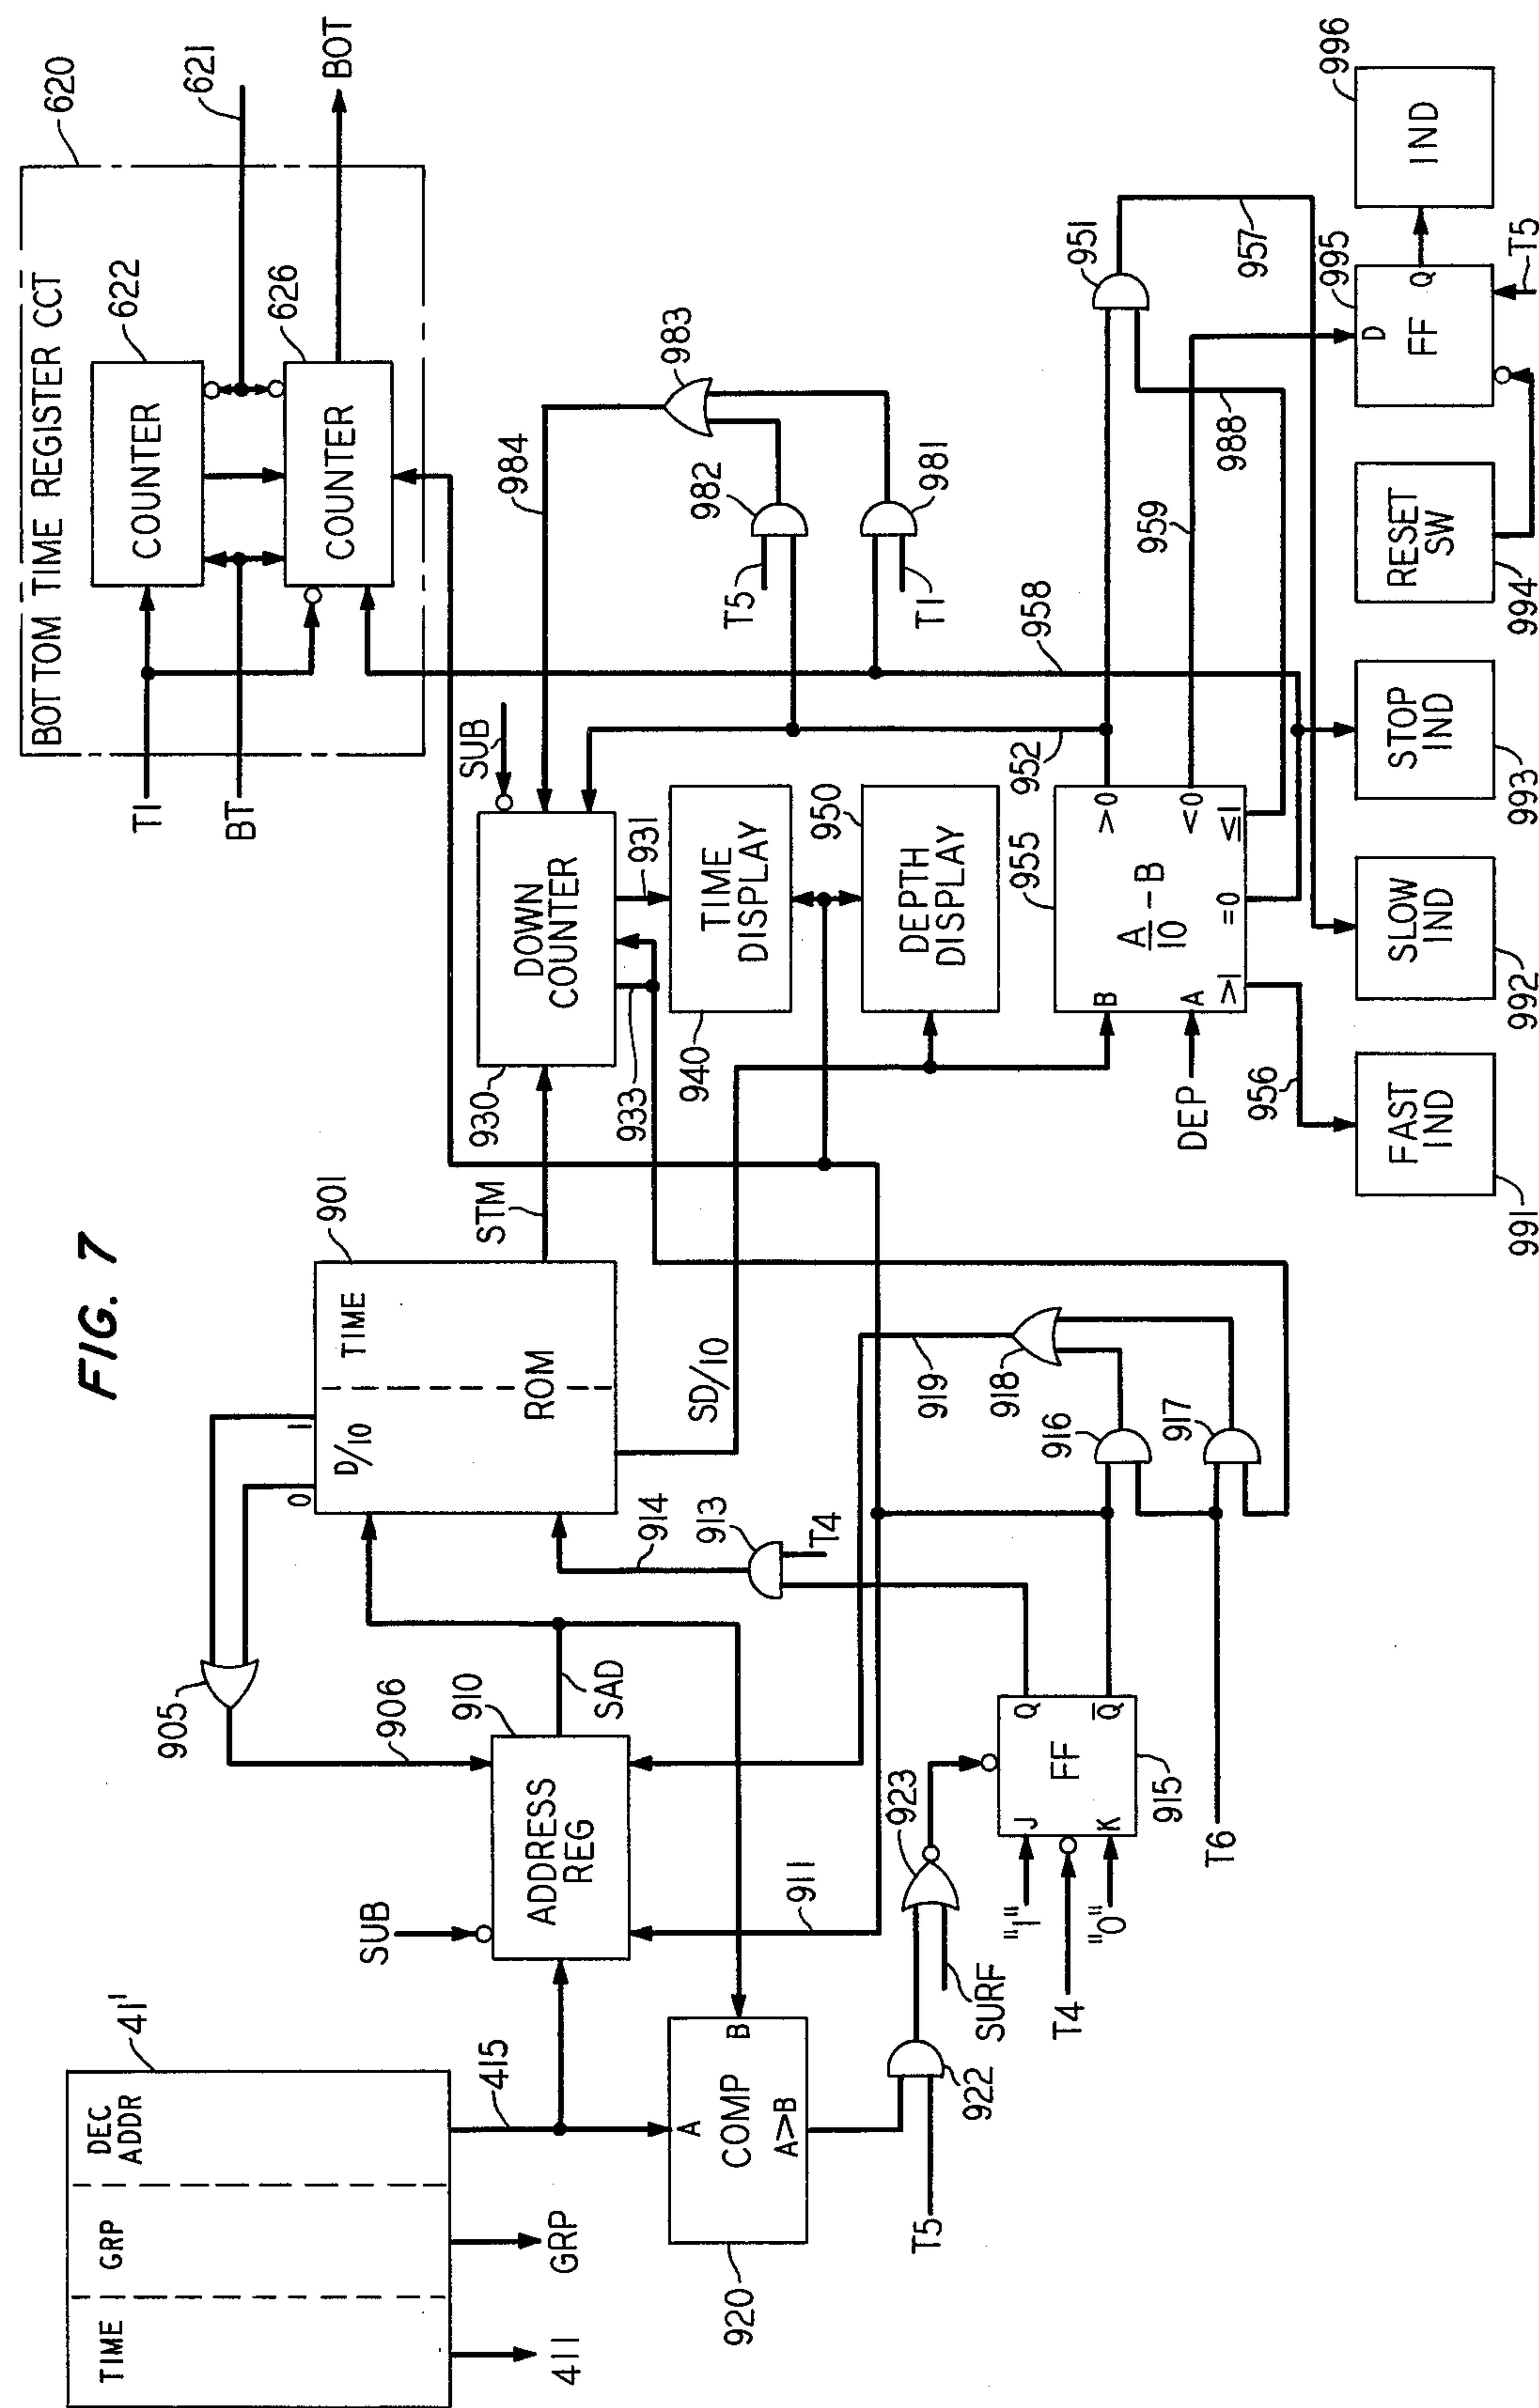 FIG. 7
TIME
GRP
DEC
ADDR
41'
411
GRP
415
SUB
ADDRESS
REG
910
906
905
SAD
911
COMP
A
B
A>B
920
T5
922
SURF
923
"1"
T4
"0"
J
K
FF
Q
Q̅
915
T6
913
T4
914
0
1
D/10
TIME
ROM
901
SD/10
STM
916
917
918
919
BOTTOM TIME REGISTER CCT
620
T1
BT
COUNTER
622
COUNTER
626
621
BOT
SUB
DOWN
COUNTER
930
933
931
984
983
982
981
T5
T1
TIME
DISPLAY
940
DEPTH
DISPLAY
950
952
958
955
B
A
A/10 - B
>0
<0
≤1
=0
>1
DEP
956
951
957
959
988
FAST
IND
991
SLOW
IND
992
STOP
IND
993
RESET
SW
994
D
FF
Q
995
T5
IND
996